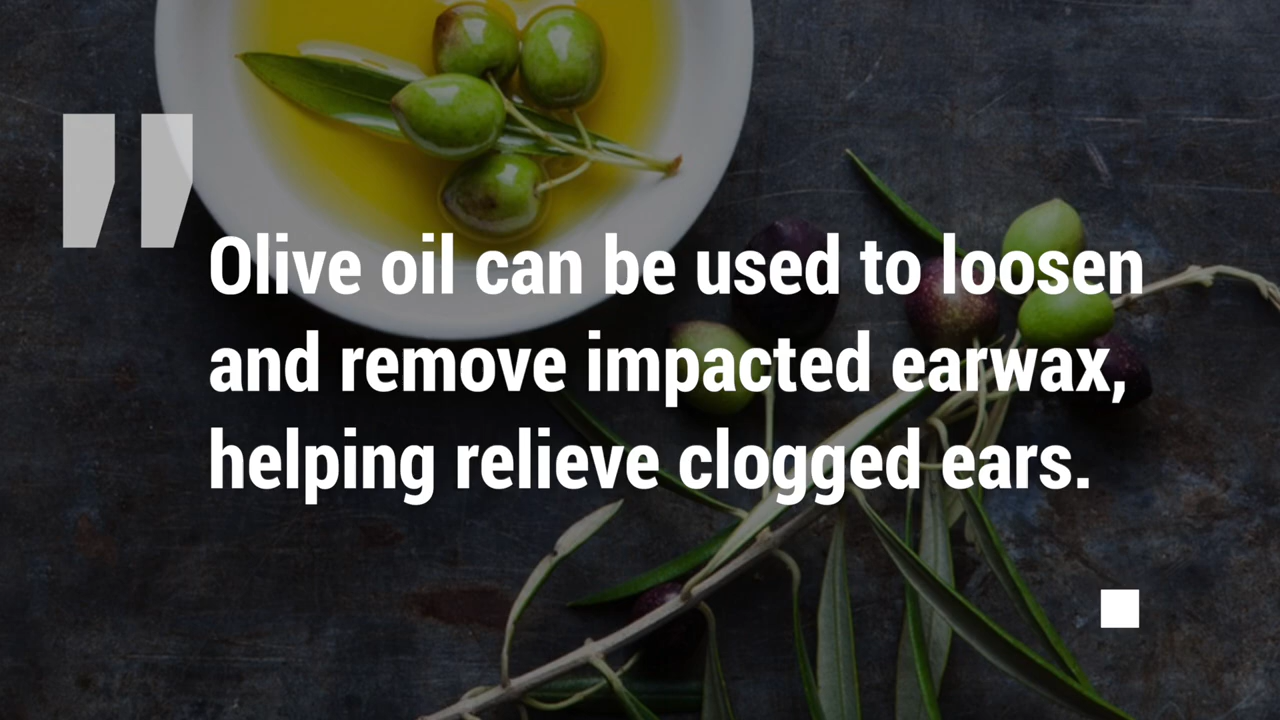 "
Olive oil can be used to loosen
and remove impacted earwax,
helping relieve clogged ears.